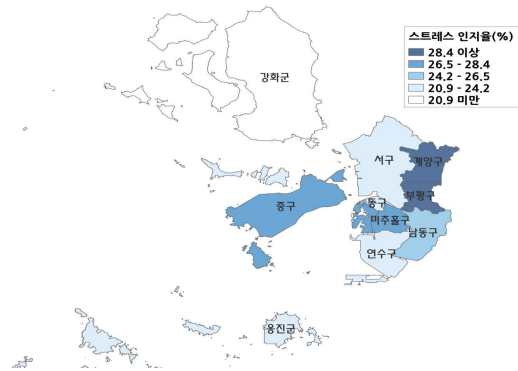 스트레스 인지율(%)
28.4 이상
26.5 - 28.4
24.2 - 26.5
20.9 - 24.2
20.9 미만
강화군
서구
계양구
부평구
중구
동구
미추홀구
남동구
연수구
옹진군